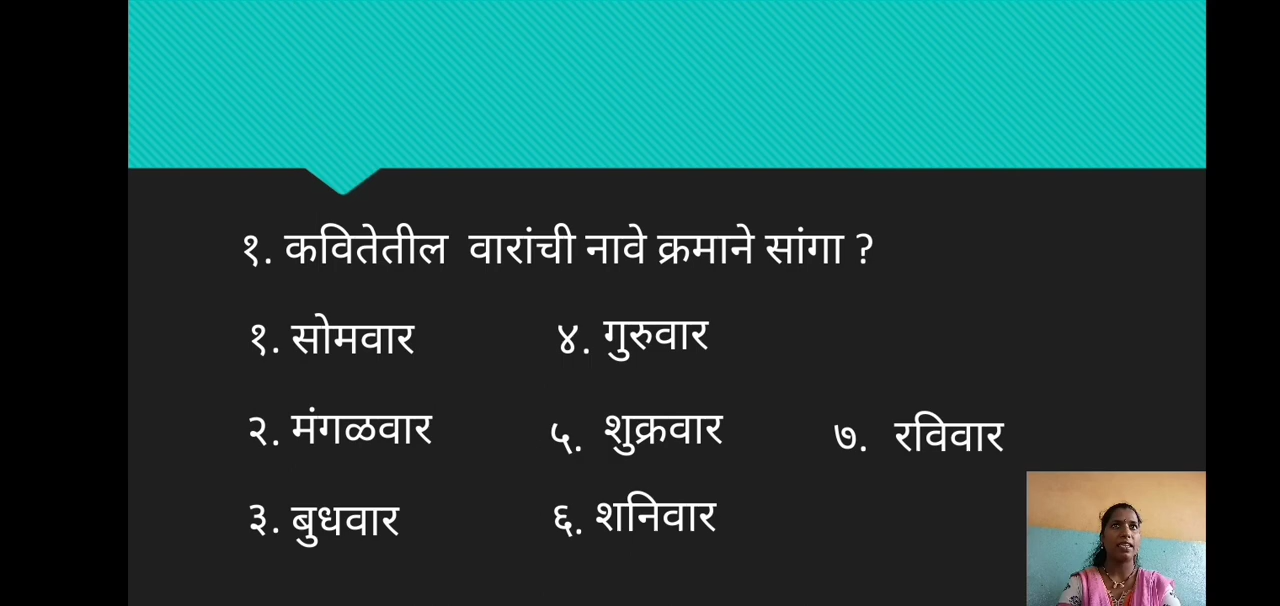 १. कवितेतील वारांची नावे क्रमाने सांगा ?
१. सोमवार
२. मंगळवार
३. बुधवार
४. गुरुवार
५. शुक्रवार
६. शनिवार
७. रविवार